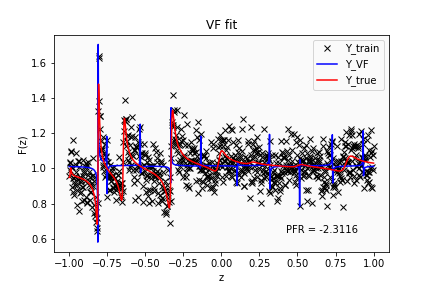 VF fit
Y_train
Y_VF
Y_true
F(z)
1.6
1.4
1.2
1.0
0.8
0.6
PFR = -2.3116
−1.00 −0.75 −0.50 −0.25 0.00 0.25 0.50 0.75 1.00
z